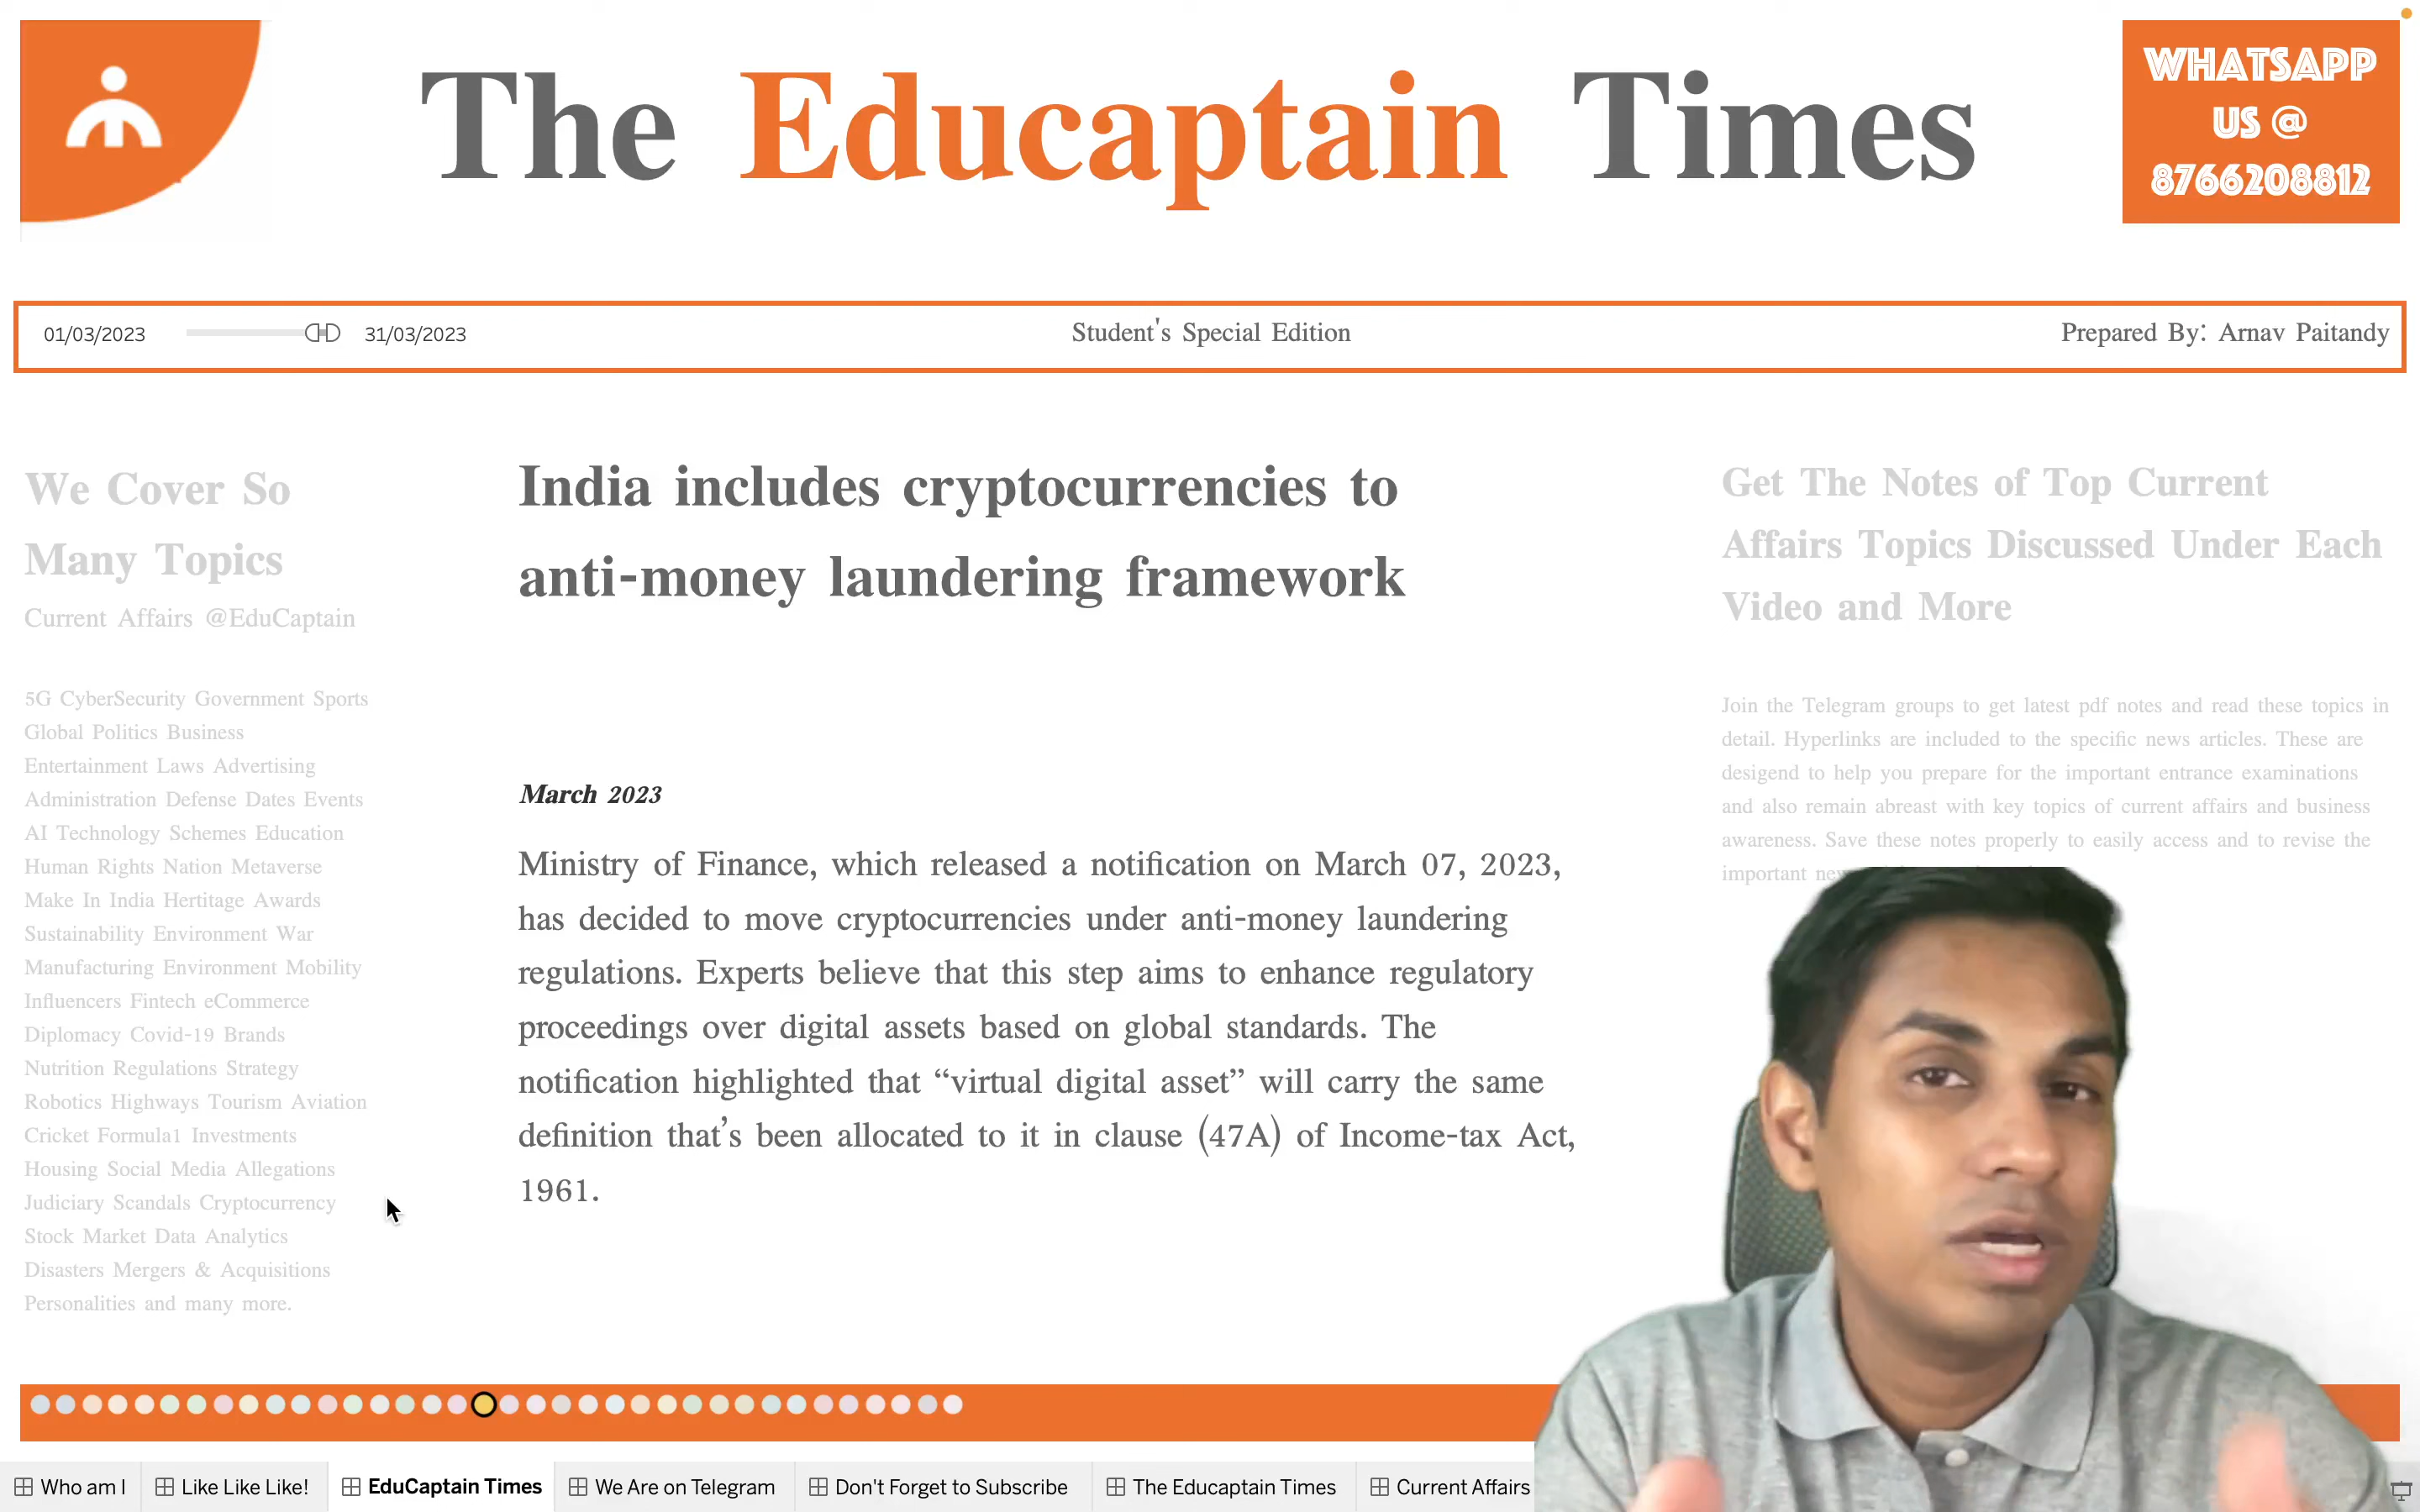 The Educaptain Times
WHATSAPP
US @
8766208812
01/03/2023
31/03/2023
Student's Special Edition
Prepared By: Arnav Paitandy
We Cover So
Many Topics
Current Affairs @EduCaptain
5G CyberSecurity Government Sports
Global Politics Business
Entertainment Laws Advertising
Administration Defense Dates Events
AI Technology Schemes Education
Human Rights Nation Metaverse
Make In India Hertitage Awards
Sustainability Environment War
Manufacturing Environment Mobility
Influencers Fintech eCommerce
Diplomacy Covid-19 Brands
Nutrition Regulations Strategy
Robotics Highways Tourism Aviation
Cricket Formula1 Investments
Housing Social Media Allegations
Judiciary Scandals Cryptocurrency
Stock Market Data Analytics
Disasters Mergers & Acquisitions
Personalities and many more.
India includes cryptocurrencies to
anti-money laundering framework
March 2023
Ministry of Finance, which released a notification on March 07, 2023,
has decided to move cryptocurrencies under anti-money laundering
regulations. Experts believe that this step aims to enhance regulatory
proceedings over digital assets based on global standards. The
notification highlighted that “virtual digital asset” will carry the same
definition that’s been allocated to it in clause (47A) of Income-tax Act,
1961.
Get The Notes of Top Current
Affairs Topics Discussed Under Each
Video and More
Join the Telegram groups to get latest pdf notes and read these topics in
detail. Hyperlinks are included to the specific news articles. These are
desigend to help you prepare for the important entrance examinations
and also remain abreast with key topics of current affairs and business
awareness. Save these notes properly to easily access and to revise the
important
Who am I
Like Like Like!
EduCaptain Times
We Are on Telegram
Don't Forget to Subscribe
The Educaptain Times
Current Affairs